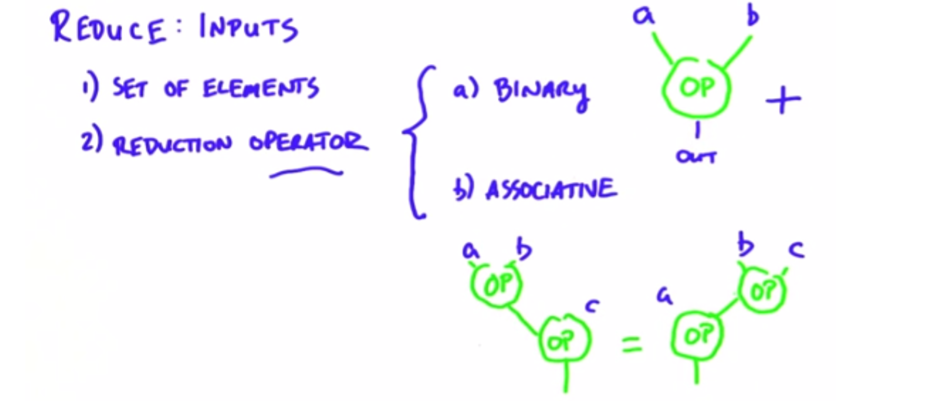 REDUCE: INPUTS
1) SET OF ELEMENTS
2) REDUCTION OPERATOR
a) BINARY
a b
OP
+
OUT
b) ASSOCIATIVE
a b
OP
c
OP
=
b c
OP
a
OP